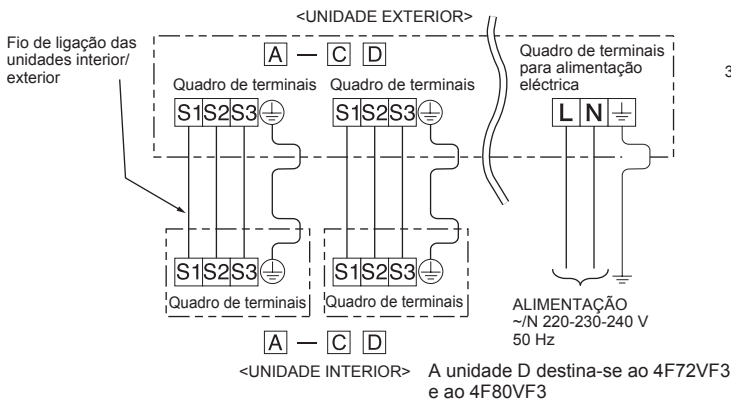 <UNIDADE EXTERIOR>
Fio de ligação das
unidades interior/
exterior
A — C D
Quadro de terminais
Quadro de terminais
Quadro de terminais
para alimentação
eléctrica
3
S1 S2 S3
S1 S2 S3
L N
S1 S2 S3
S1 S2 S3
Quadro de terminais
Quadro de terminais
ALIMENTAÇÃO
~/N 220-230-240 V
50 Hz
A — C D
<UNIDADE INTERIOR>
A unidade D destina-se ao 4F72VF3
e ao 4F80VF3